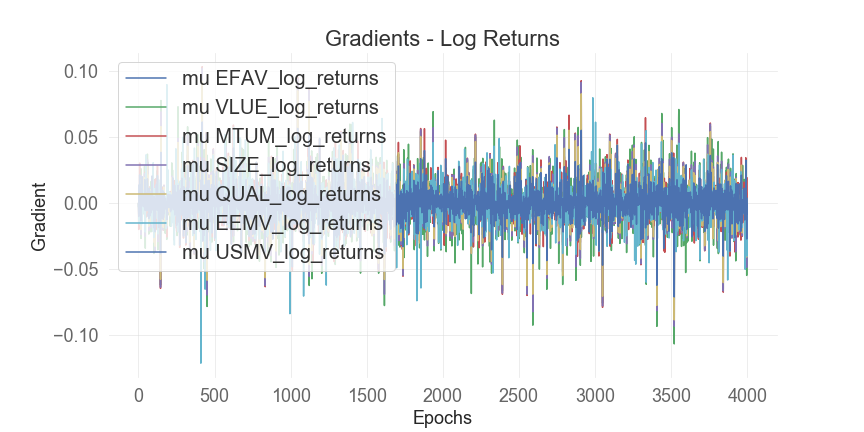 Gradients - Log Returns
0.10
0.05
0.00
−0.05
−0.10
Gradient
mu EFAV_log_returns
mu VLUE_log_returns
mu MTUM_log_returns
mu SIZE_log_returns
mu QUAL_log_returns
mu EEMV_log_returns
mu USMV_log_returns
0 500 1000 1500 2000 2500 3000 3500 4000
Epochs